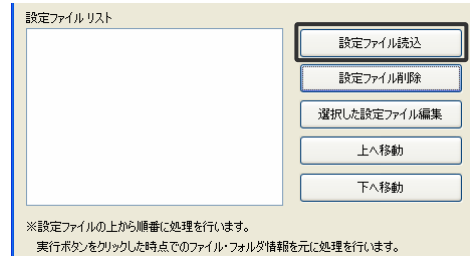 設定ファイルリスト
設定ファイル読込
設定ファイル削除
選択した設定ファイル編集
上へ移動
下へ移動
※設定ファイルの上から順番に処理を行います。
実行ボタンをクリックした時点でのファイル・フォルダ情報を元に処理を行います。